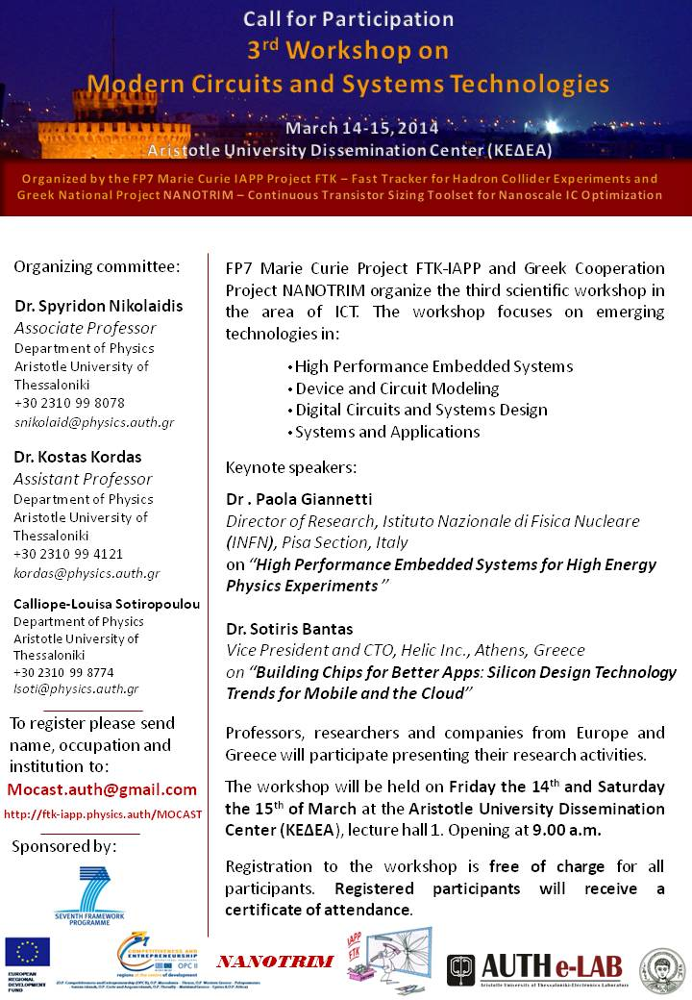 Call for Participation
3rd Workshop on
Modern Circuits and Systems Technologies
March 14-15, 2014
Aristotle University Dissemination Center (ΚΕΔΕΑ)
Organized by the FP7 Marie Curie IAPP Project FTK – Fast Tracker for Hadron Collider Experiments and
Greek National Project NANOTRIM – Continuous Transistor Sizing Toolset for Nanoscale IC Optimization
Organizing committee:
Dr. Spyridon Nikolaidis
Associate Professor
Department of Physics
Aristotle University of
Thessaloniki
+30 2310 99 8078
snikolaid@physics.auth.gr
Dr. Kostas Kordas
Assistant Professor
Department of Physics
Aristotle University of
Thessaloniki
+30 2310 99 4121
kordas@physics.auth.gr
Calliope-Louisa Sotiropoulou
Department of Physics
Aristotle University of
Thessaloniki
+30 2310 99 8774
lsoti@physics.auth.gr
To register please send
name, occupation and
institution to:
Mocast.auth@gmail.com
http://ftk-iapp.physics.auth/MOCAST
Sponsored by:
7
SEVENTH FRAMEWORK
PROGRAMME
FP7 Marie Curie Project FTK-IAPP and Greek Cooperation
Project NANOTRIM organize the third scientific workshop in
the area of ICT. The workshop focuses on emerging
technologies in:
• High Performance Embedded Systems
• Device and Circuit Modeling
• Digital Circuits and Systems Design
• Systems and Applications
Keynote speakers:
Dr . Paola Giannetti
Director of Research, Istituto Nazionale di Fisica Nucleare
(INFN), Pisa Section, Italy
on “High Performance Embedded Systems for High Energy
Physics Experiments”
Dr. Sotiris Bantas
Vice President and CTO, Helic Inc., Athens, Greece
on “Building Chips for Better Apps: Silicon Design Technology
Trends for Mobile and the Cloud”
Professors, researchers and companies from Europe and
Greece will participate presenting their research activities.
The workshop will be held on Friday the 14th and Saturday
the 15th of March at the Aristotle University Dissemination
Center (ΚΕΔΕΑ), lecture hall 1. Opening at 9.00 a.m.
Registration to the workshop is free of charge for all
participants. Registered participants will receive a
certificate of attendance.
EUROPEAN
REGIONAL
DEVELOPMENT
FUND
COMPETITIVENESS AND
ENTREPRENEURSHIP
OPC II
regions at the centre of development
NANOTRIM
IAPP
FTK
AUTH e-LAB
Aristotle University of Thessaloniki-Electronics Laboratory